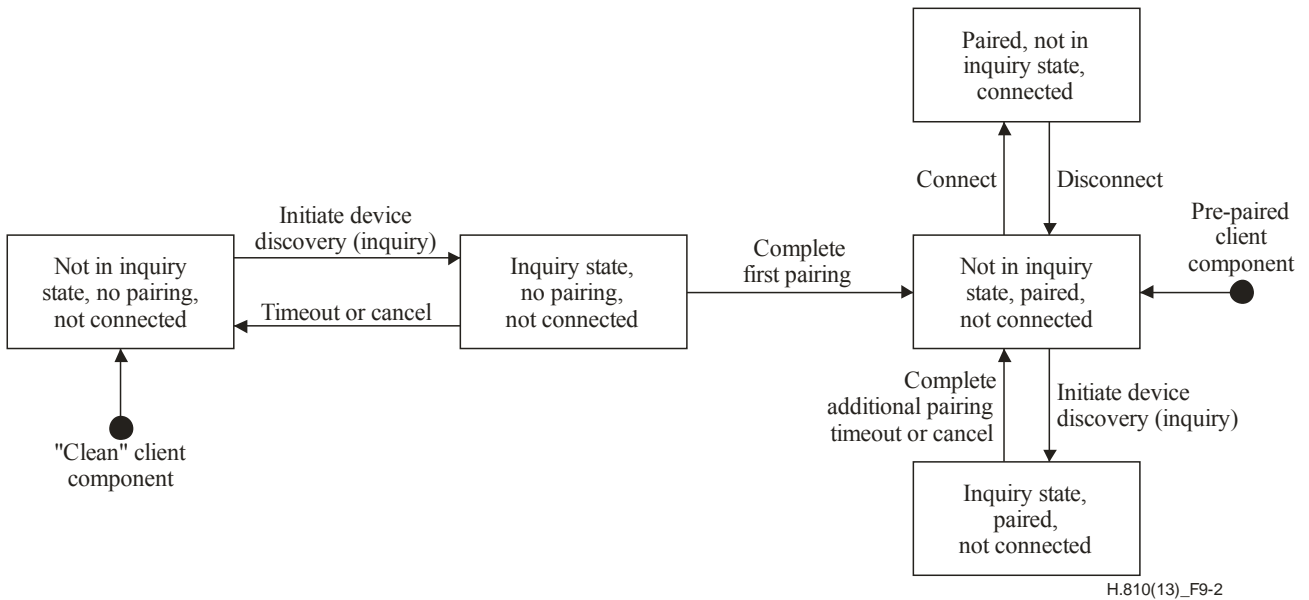 Paired, not in
inquiry state,
connected
Connect
Disconnect
Pre-paired
client
component
Initiate device
discovery (inquiry)
Complete
first pairing
Not in inquiry
state, no pairing,
not connected
Inquiry state,
no pairing,
not connected
Not in inquiry
state, paired,
not connected
Timeout or cancel
Complete
additional pairing
timeout or cancel
Initiate device
discovery (inquiry)
"Clean" client
component
Inquiry state,
paired,
not connected
H.810(13)_F9-2